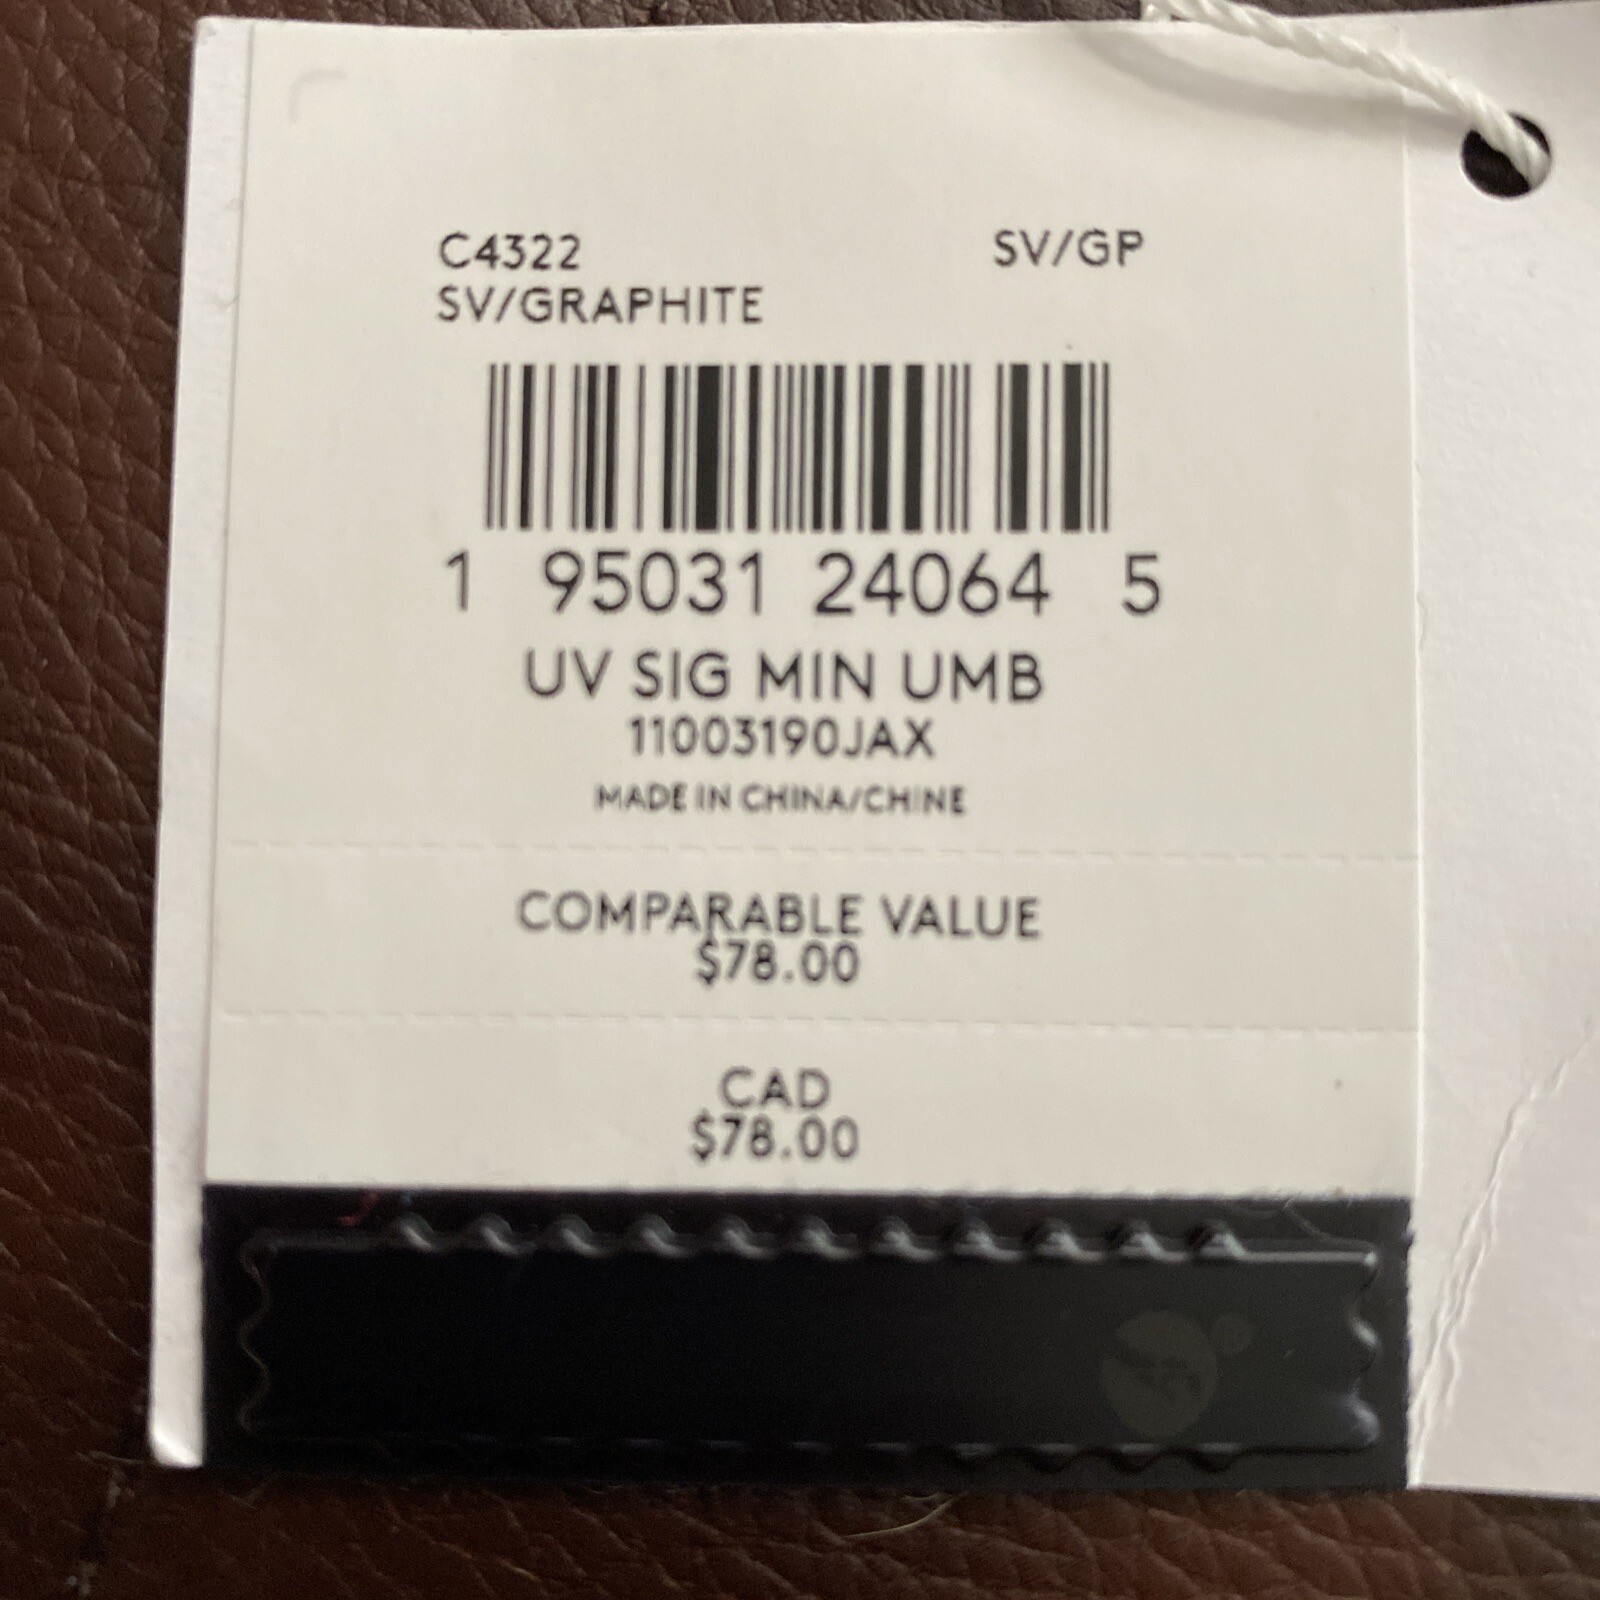 C4322 SV/GP
SV/GRAPHITE
1 95031 24064 5
UV SIG MIN UMB
11003190JAX
MADE IN CHINA/CHINE
COMPARABLE VALUE
$78.00
CAD
$78.00